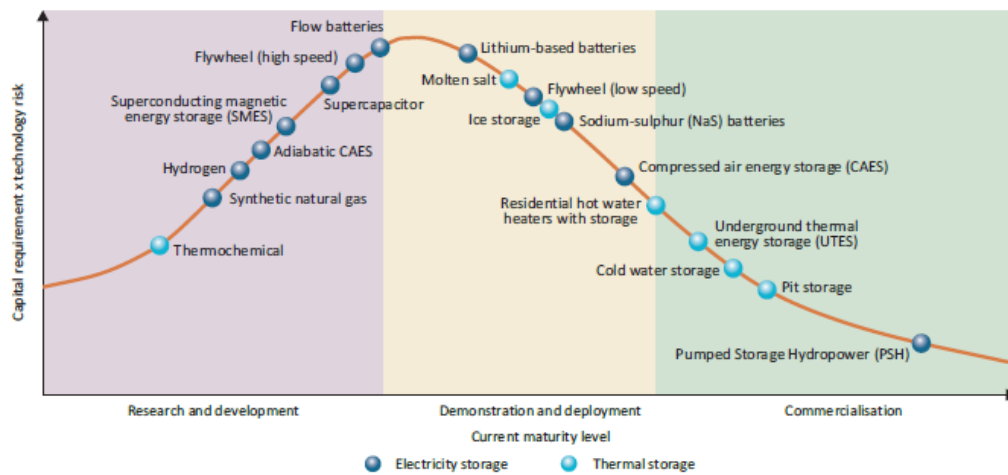 Capital requirement x technology risk
Flow batteries
Flywheel (high speed)
Supercapacitor
Superconducting magnetic
energy storage (SMES)
Adiabatic CAES
Hydrogen
Synthetic natural gas
Thermochemical
Lithium-based batteries
Molten salt
Flywheel (low speed)
Ice storage
Sodium-sulphur (NaS) batteries
Compressed air energy storage (CAES)
Residential hot water
heaters with storage
Underground thermal
energy storage (UTES)
Cold water storage
Pit storage
Pumped Storage Hydropower (PSH)
Research and development
Demonstration and deployment
Commercialisation
Current maturity level
Electricity storage
Thermal storage